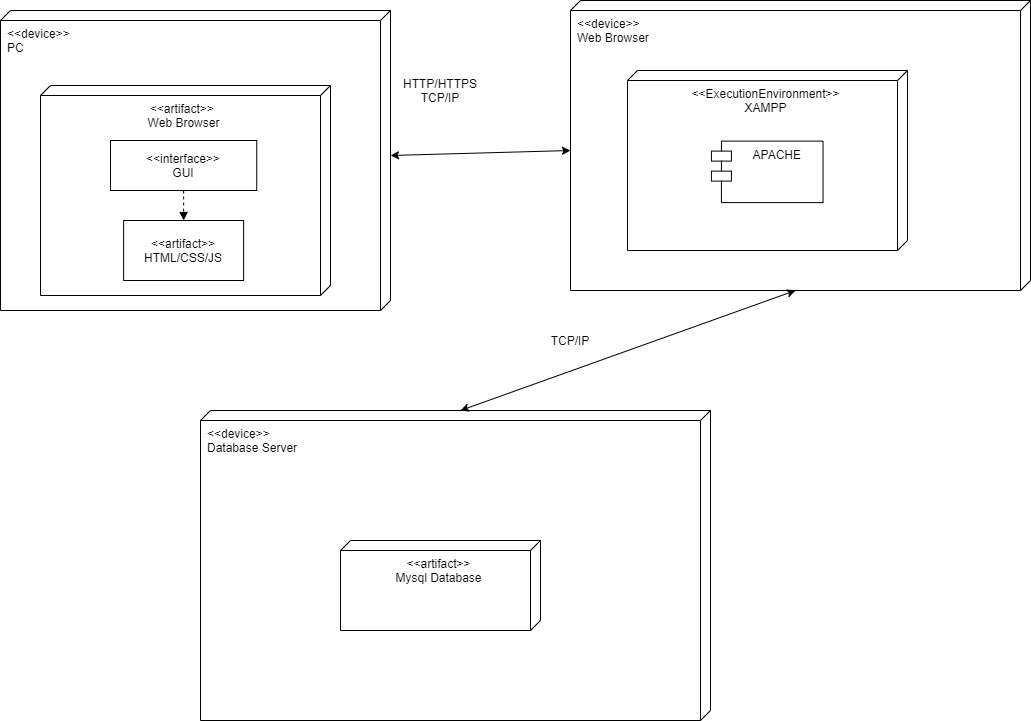 <<device>>
PC
<<artifact>>
Web Browser
<<interface>>
GUI
<<artifact>>
HTML/CSS/JS
HTTP/HTTPS
TCP/IP
<<device>>
Web Browser
<<ExecutionEnvironment>>
XAMPP
APACHE
TCP/IP
<<device>>
Database Server
<<artifact>>
Mysql Database